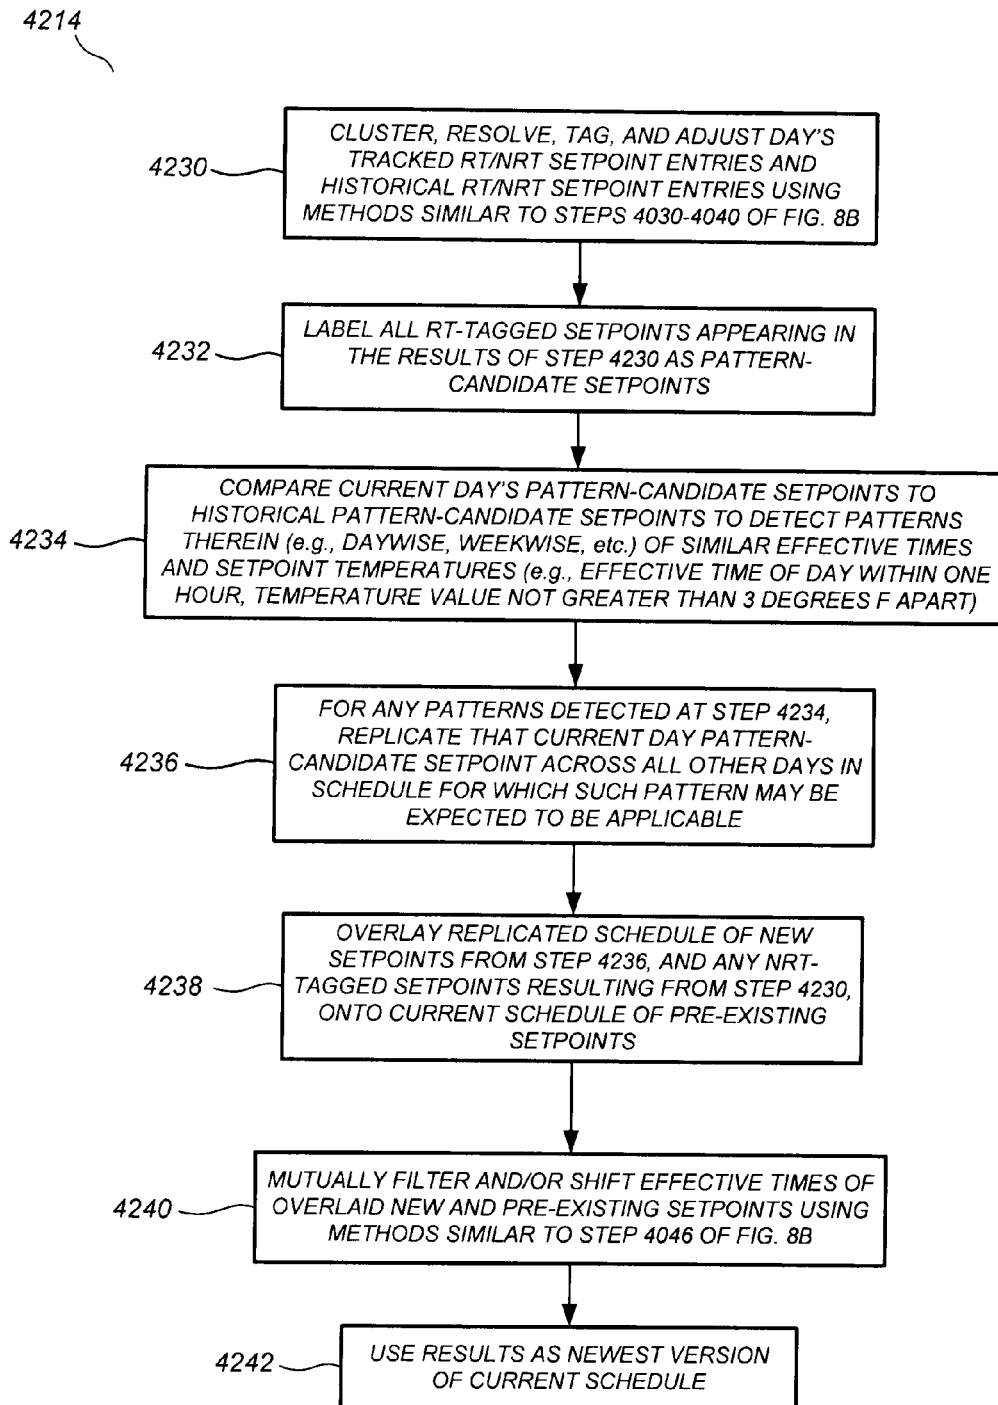 4214
4230
CLUSTER, RESOLVE, TAG, AND ADJUST DAY'S
TRACKED RT/NRT SETPOINT ENTRIES AND
HISTORICAL RT/NRT SETPOINT ENTRIES USING
METHODS SIMILAR TO STEPS 4030-4040 OF FIG. 8B
4232
LABEL ALL RT-TAGGED SETPOINTS APPEARING IN
THE RESULTS OF STEP 4230 AS PATTERN-
CANDIDATE SETPOINTS
4234
COMPARE CURRENT DAY'S PATTERN-CANDIDATE SETPOINTS TO
HISTORICAL PATTERN-CANDIDATE SETPOINTS TO DETECT PATTERNS
THEREIN (e.g., DAYWISE, WEEKWISE, etc.) OF SIMILAR EFFECTIVE TIMES
AND SETPOINT TEMPERATURES (e.g., EFFECTIVE TIME OF DAY WITHIN ONE
HOUR, TEMPERATURE VALUE NOT GREATER THAN 3 DEGREES F APART)
4236
FOR ANY PATTERNS DETECTED AT STEP 4234,
REPLICATE THAT CURRENT DAY PATTERN-
CANDIDATE SETPOINT ACROSS ALL OTHER DAYS IN
SCHEDULE FOR WHICH SUCH PATTERN MAY BE
EXPECTED TO BE APPLICABLE
4238
OVERLAY REPLICATED SCHEDULE OF NEW
SETPOINTS FROM STEP 4236, AND ANY NRT-
TAGGED SETPOINTS RESULTING FROM STEP 4230,
ONTO CURRENT SCHEDULE OF PRE-EXISTING
SETPOINTS
4240
MUTUALLY FILTER AND/OR SHIFT EFFECTIVE TIMES OF
OVERLAID NEW AND PRE-EXISTING SETPOINTS USING
METHODS SIMILAR TO STEP 4046 OF FIG. 8B
4242
USE RESULTS AS NEWEST VERSION
OF CURRENT SCHEDULE